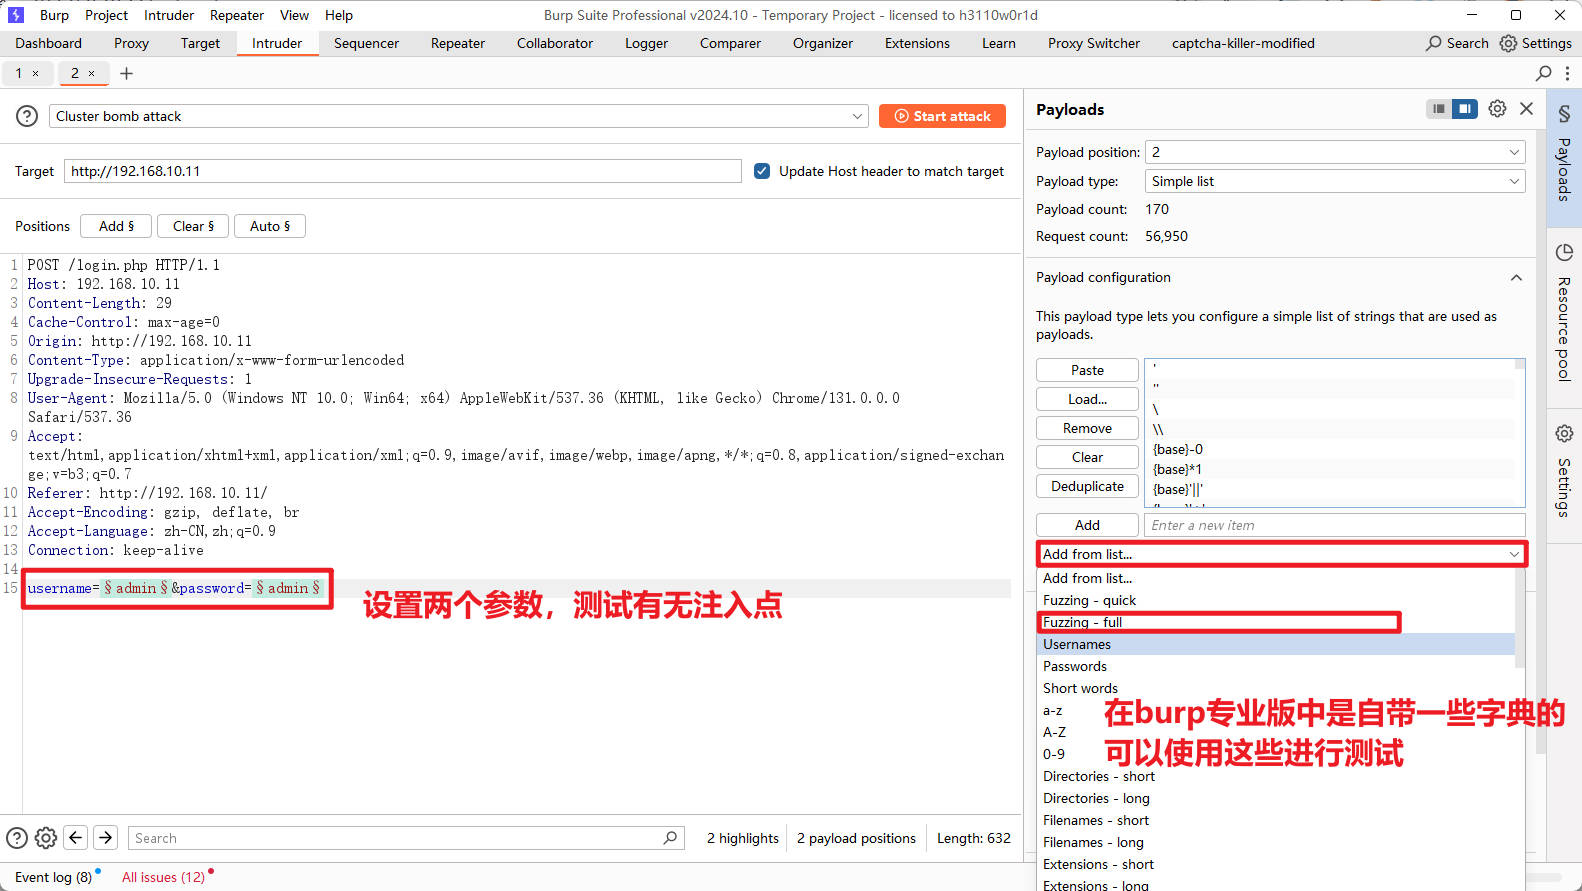 Burp Project Intruder Repeater View Help
Burp Suite Professional v2024.10 - Temporary Project - licensed to h3110w0r1d
Dashboard Proxy Target Intruder Sequencer Repeater Collaborator Logger Comparer Organizer Extensions Learn Proxy Switcher captcha-killer-modified Search Settings
1 × 2 × +
Cluster bomb attack
Start attack
Target http://192.168.10.11
Update Host header to match target
Positions Add § Clear § Auto §
1 POST /login.php HTTP/1.1
2 Host: 192.168.10.11
3 Content-Length: 29
4 Cache-Control: max-age=0
5 Origin: http://192.168.10.11
6 Content-Type: application/x-www-form-urlencoded
7 Upgrade-Insecure-Requests: 1
8 User-Agent: Mozilla/5.0 (Windows NT 10.0; Win64; x64) AppleWebKit/537.36 (KHTML, like Gecko) Chrome/131.0.0.0
Safari/537.36
9 Accept:
text/html,application/xhtml+xml,application/xml;q=0.9,image/avif,image/webp,image/apng,*/*;q=0.8,application/signed-exchan
ge;v=b3;q=0.7
10 Referer: http://192.168.10.11/
11 Accept-Encoding: gzip, deflate, br
12 Accept-Language: zh-CN,zh;q=0.9
13 Connection: keep-alive
14
15 username=§admin§&password=§admin§
设置两个参数，测试有无注入点
Search
2 highlights
2 payload positions
Length: 632
Event log (8)
All issues (12)
Payloads
Payload position: 2
Payload type: Simple list
Payload count: 170
Request count: 56,950
Payload configuration
This payload type lets you configure a simple list of strings that are used as
payloads.
Paste
Load...
Remove
Clear
Deduplicate
'
''
\
\\
{base}-0
{base}*1
{base}'||'
Add
Enter a new item
Add from list...
Add from list...
Fuzzing - quick
Fuzzing - full
Usernames
Passwords
Short words
a-z
A-Z
0-9
Directories - short
Directories - long
Filenames - short
Filenames - long
Extensions - short
Extensions - long
在burp专业版中是自带一些字典的
可以使用这些进行测试
§ Payloads
Resource pool
Settings